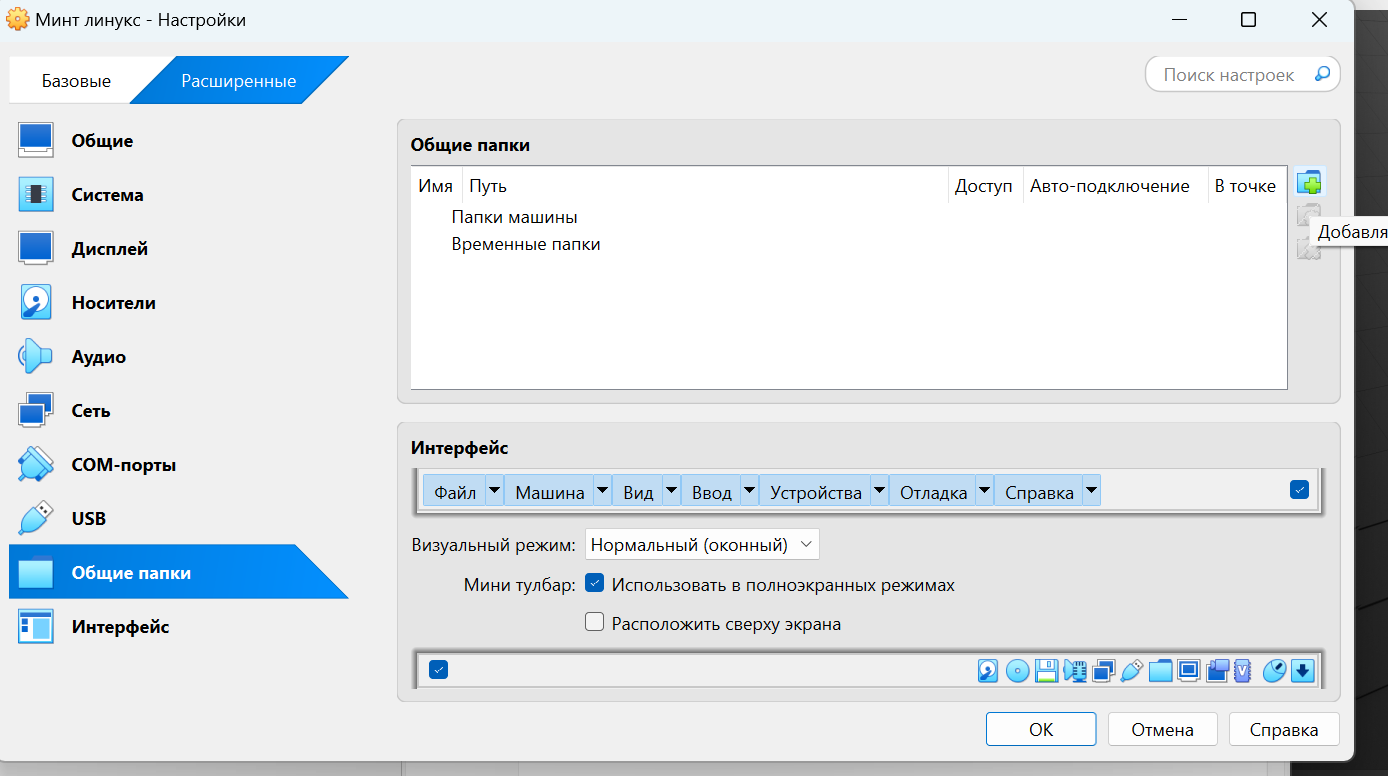 Минт линукс - Настройки
Базовые
Расширенные
Поиск настроек
Общие
Система
Дисплей
Носители
Аудио
Сеть
COM-порты
USB
Общие папки
Интерфейс
Общие папки
Имя Путь Доступ Авто-подключение В точке
Папки машины
Временные папки
Добавля
Интерфейс
Файл Машина Вид Ввод Устройства Отладка Справка
Визуальный режим: Нормальный (оконный)
Мини тулбар: Использовать в полноэкранных режимах
Расположить сверху экрана
V
OK Отмена Справка